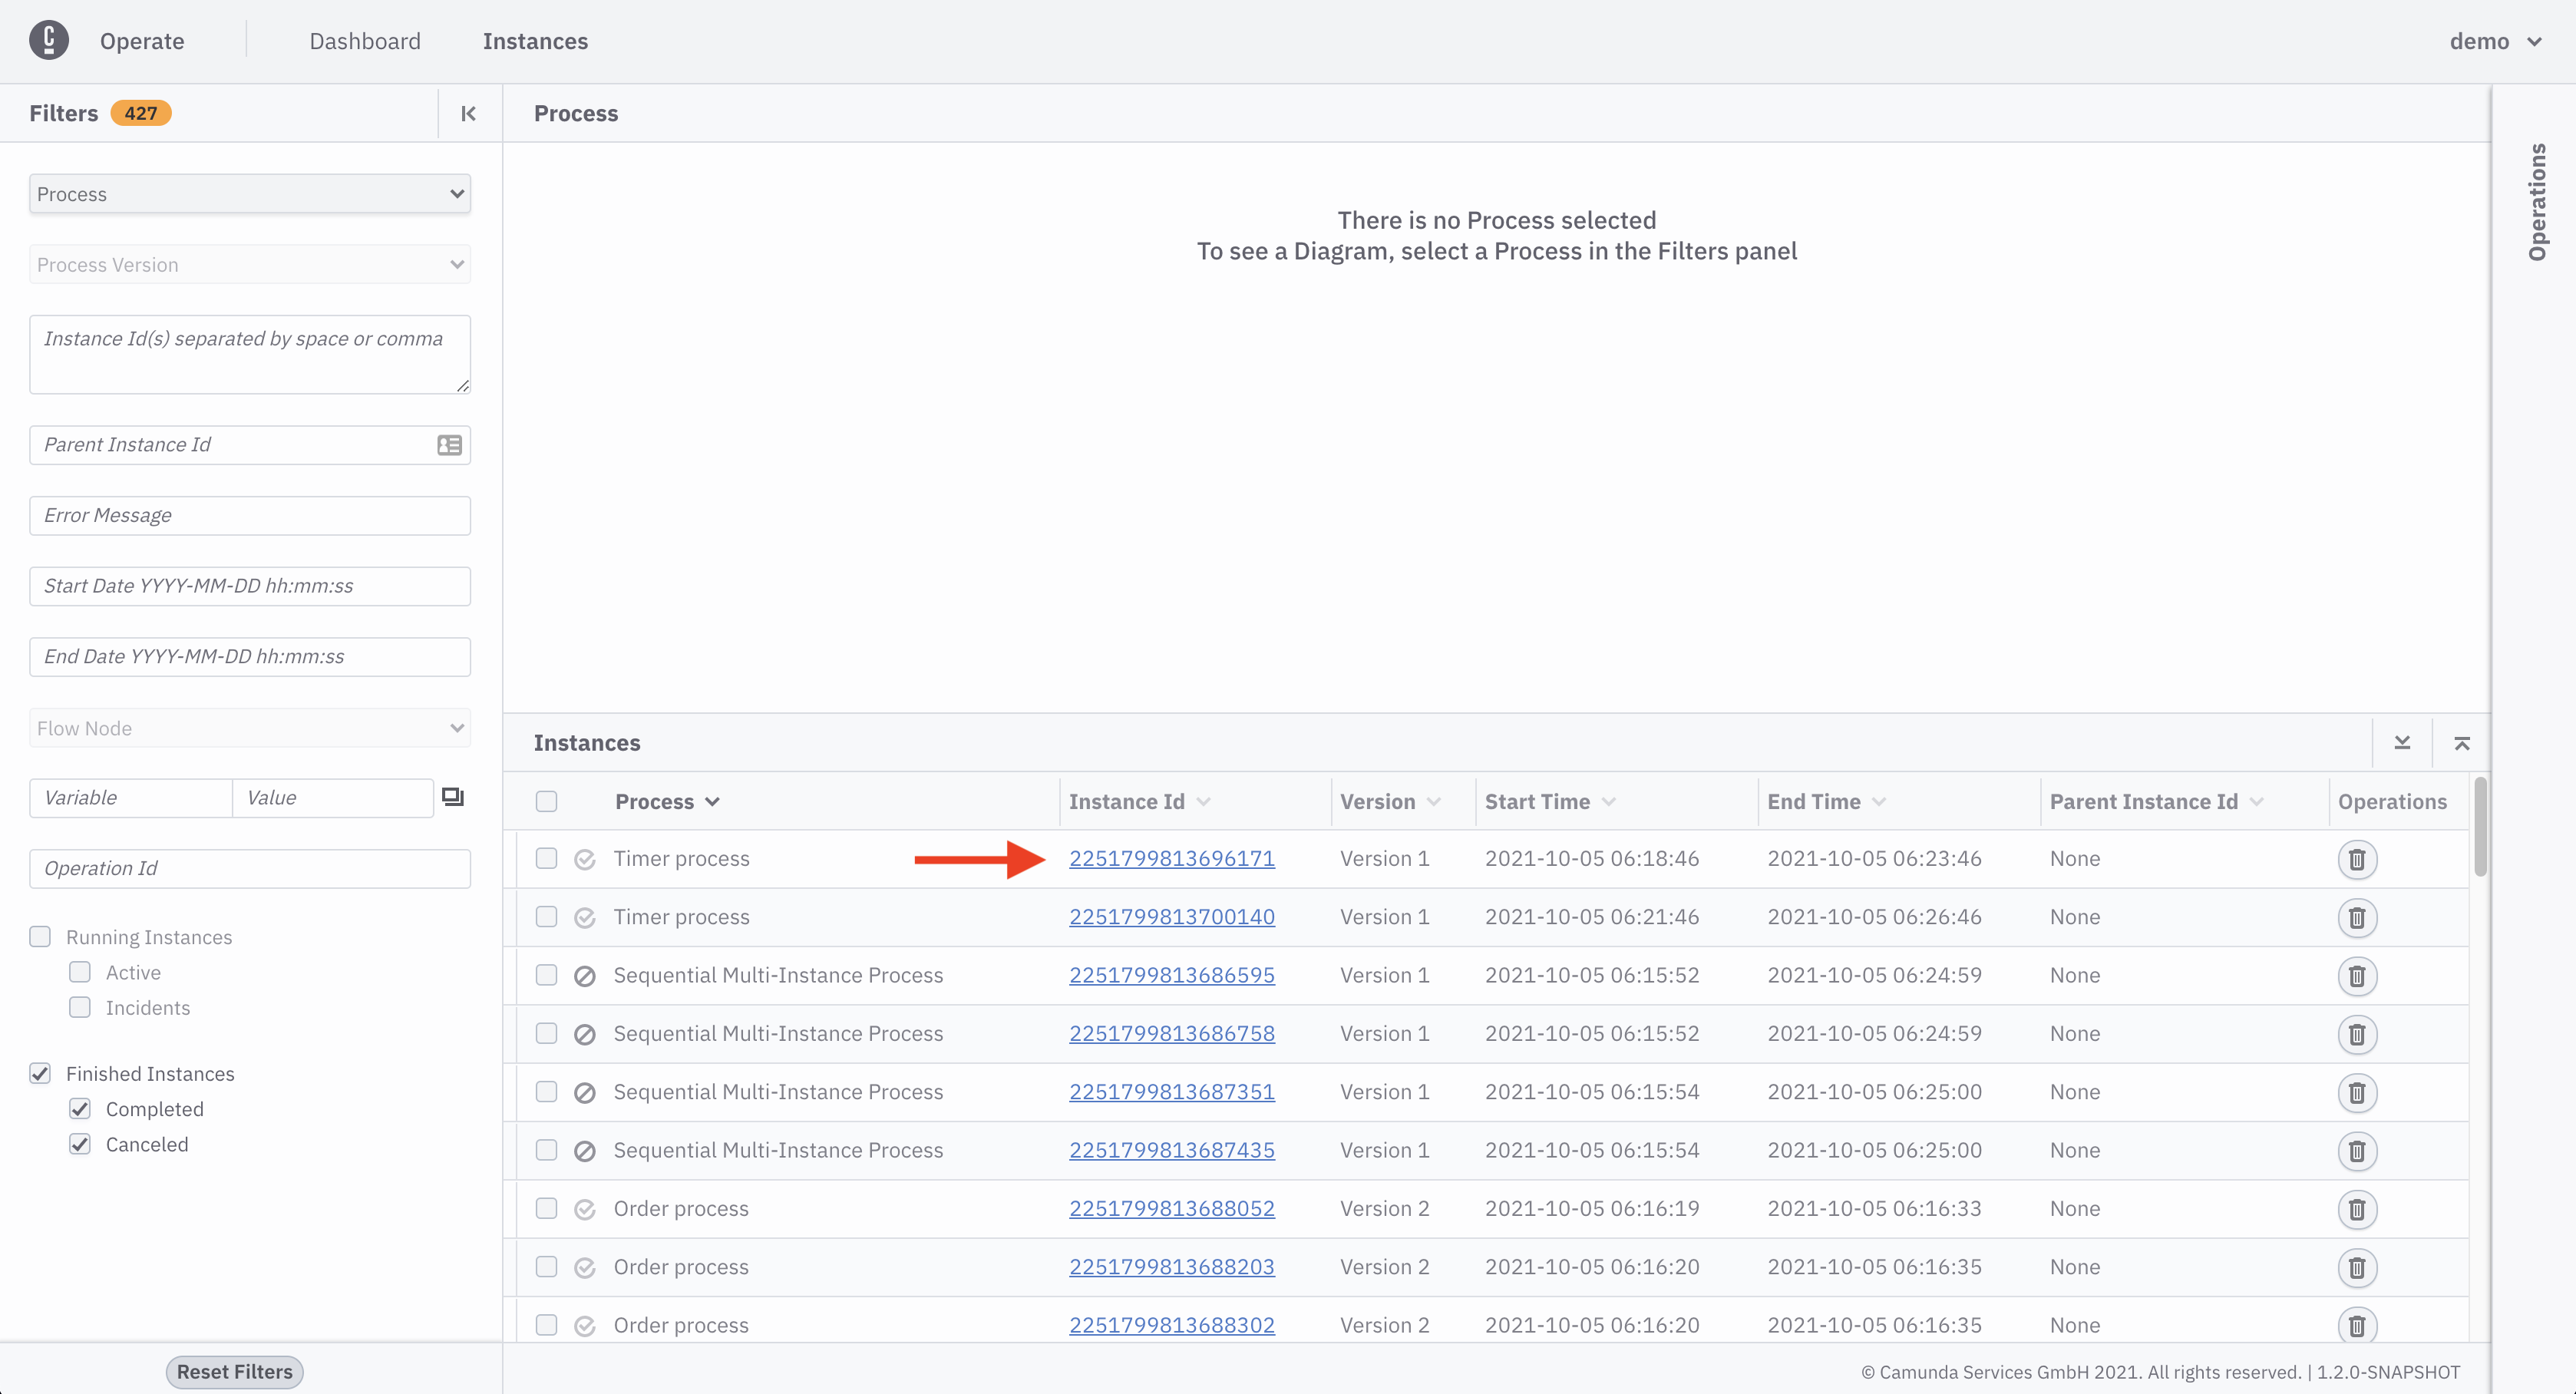 Operate
Dashboard
Instances
demo
Filters 427
Process
Process Version
Instance Id(s) separated by space or comma
Parent Instance Id
Error Message
Start Date YYYY-MM-DD hh:mm:ss
End Date YYYY-MM-DD hh:mm:ss
Flow Node
Variable Value
Operation Id
Running Instances
Active
Incidents
Finished Instances
Completed
Canceled
Reset Filters
Process
There is no Process selected
To see a Diagram, select a Process in the Filters panel
Operations
Instances
Process Instance Id Version Start Time End Time Parent Instance Id Operations
Timer process 2251799813696171 Version 1 2021-10-05 06:18:46 2021-10-05 06:23:46 None
Timer process 2251799813700140 Version 1 2021-10-05 06:21:46 2021-10-05 06:26:46 None
Sequential Multi-Instance Process 2251799813686595 Version 1 2021-10-05 06:15:52 2021-10-05 06:24:59 None
Sequential Multi-Instance Process 2251799813686758 Version 1 2021-10-05 06:15:52 2021-10-05 06:24:59 None
Sequential Multi-Instance Process 2251799813687351 Version 1 2021-10-05 06:15:54 2021-10-05 06:25:00 None
Sequential Multi-Instance Process 2251799813687435 Version 1 2021-10-05 06:15:54 2021-10-05 06:25:00 None
Order process 2251799813688052 Version 2 2021-10-05 06:16:19 2021-10-05 06:16:33 None
Order process 2251799813688203 Version 2 2021-10-05 06:16:20 2021-10-05 06:16:35 None
Order process 2251799813688302 Version 2 2021-10-05 06:16:20 2021-10-05 06:16:35 None
© Camunda Services GmbH 2021. All rights reserved. | 1.2.0-SNAPSHOT